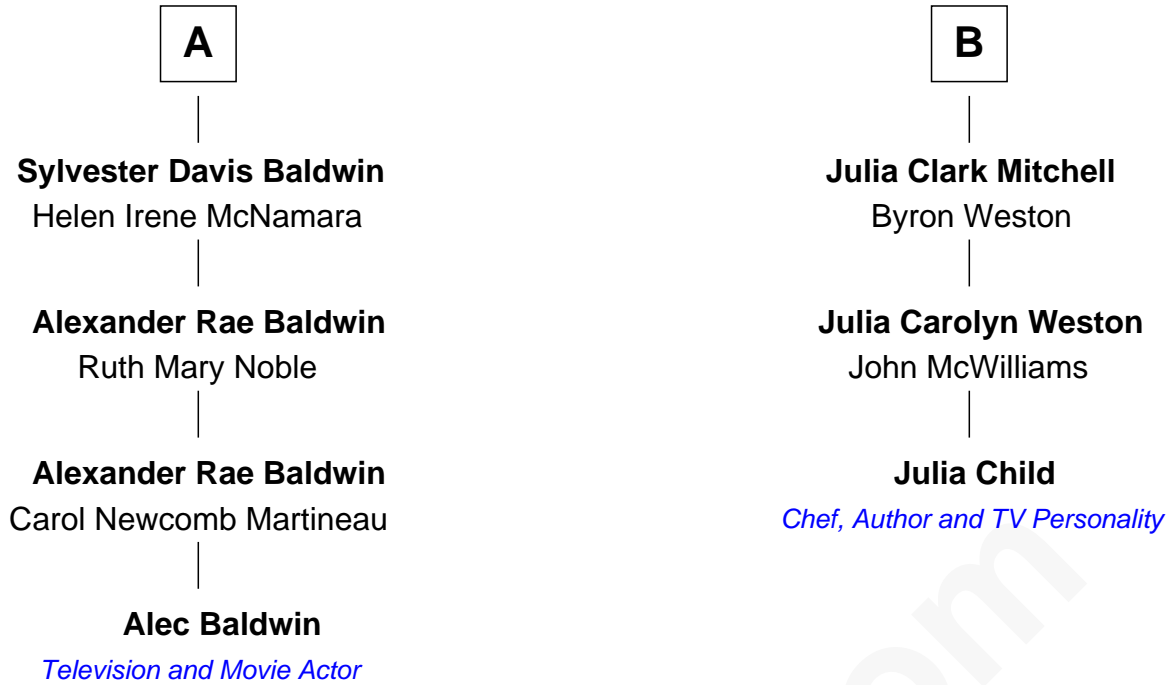 A
Sylvester Davis Baldwin
Helen Irene McNamara
Alexander Rae Baldwin
Ruth Mary Noble
Alexander Rae Baldwin
Carol Newcomb Martineau
Alec Baldwin
Television and Movie Actor
B
Julia Clark Mitchell
Byron Weston
Julia Carolyn Weston
John McWilliams
Julia Child
Chef, Author and TV Personality
om